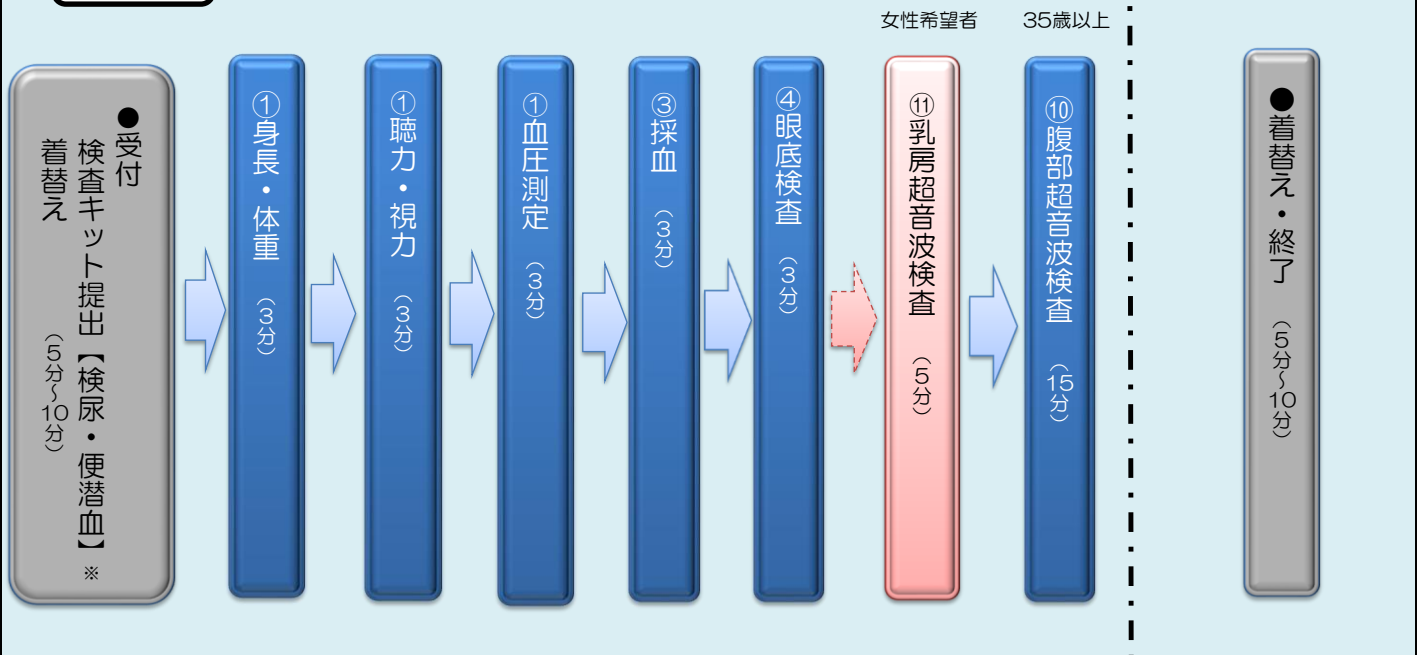 女性希望者
35歳以上
●受付
検査キット提出【検尿・便潜血】※
着替え
（5分～10分）
①身長・体重　（3分）
①聴力・視力　（3分）
①血圧測定　（3分）
③採血　（3分）
④眼底検査　（3分）
⑪乳房超音波検査　（5分）
⑩腹部超音波検査　（15分）
●着替え・終了　（5分～10分）